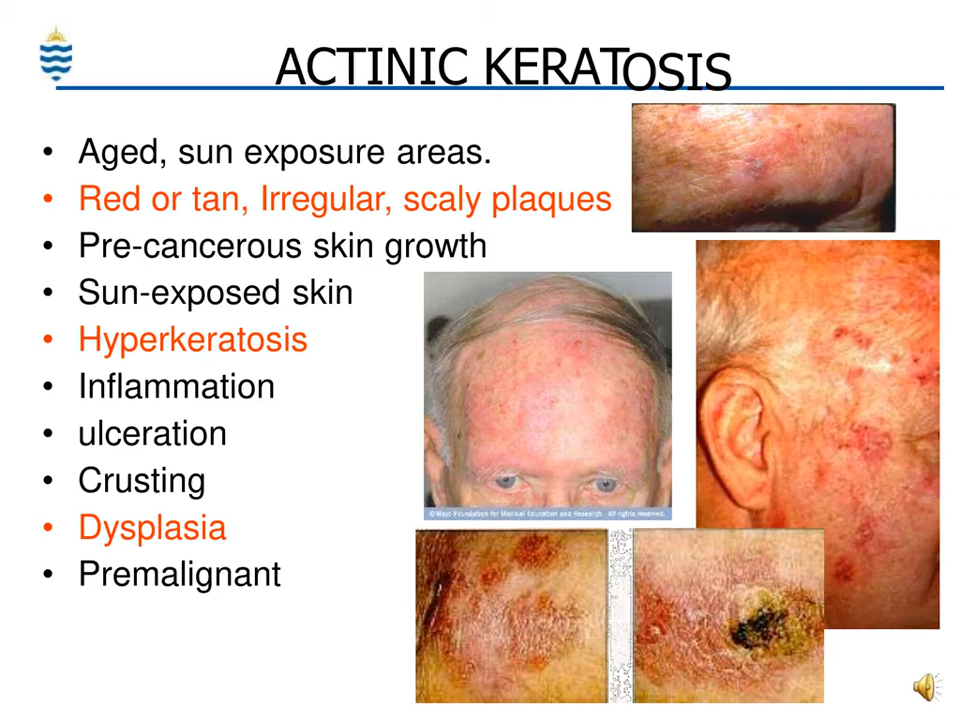 ACTINIC KERATOSIS
• Aged, sun exposure areas.
• Red or tan, Irregular, scaly plaques
• Pre-cancerous skin growth
• Sun-exposed skin
• Hyperkeratosis
• Inflammation
• ulceration
• Crusting
• Dysplasia
• Premalignant
© Mayo Foundation for Medical Education and Research. All rights reserved.